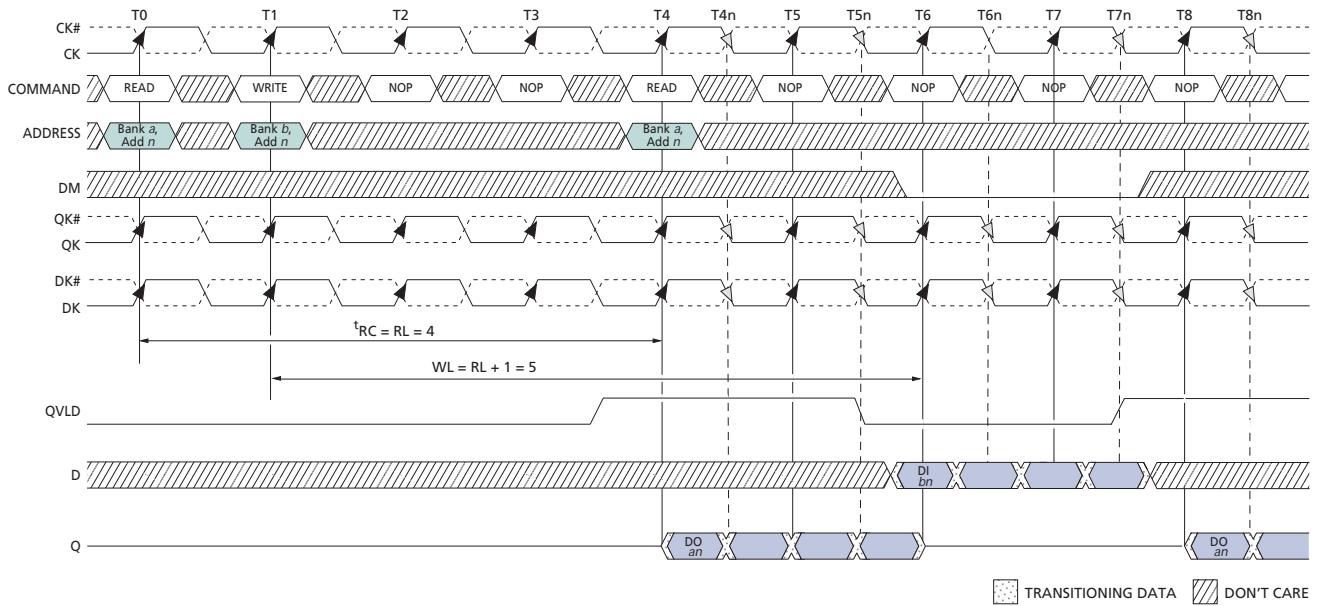 T0 T1 T2 T3 T4 T4n T5 T5n T6 T6n T7 T7n T8 T8n
CK#
CK
COMMAND READ WRITE NOP NOP READ NOP NOP NOP NOP
ADDRESS Bank a, Bank b, Bank a,
Add n Add n Add n
DM
QK#
QK
DK#
DK
tRC = RL = 4
WL = RL + 1 = 5
QVLD
D DI
bn
Q DO DO
an an
TRANSITIONING DATA DON'T CARE